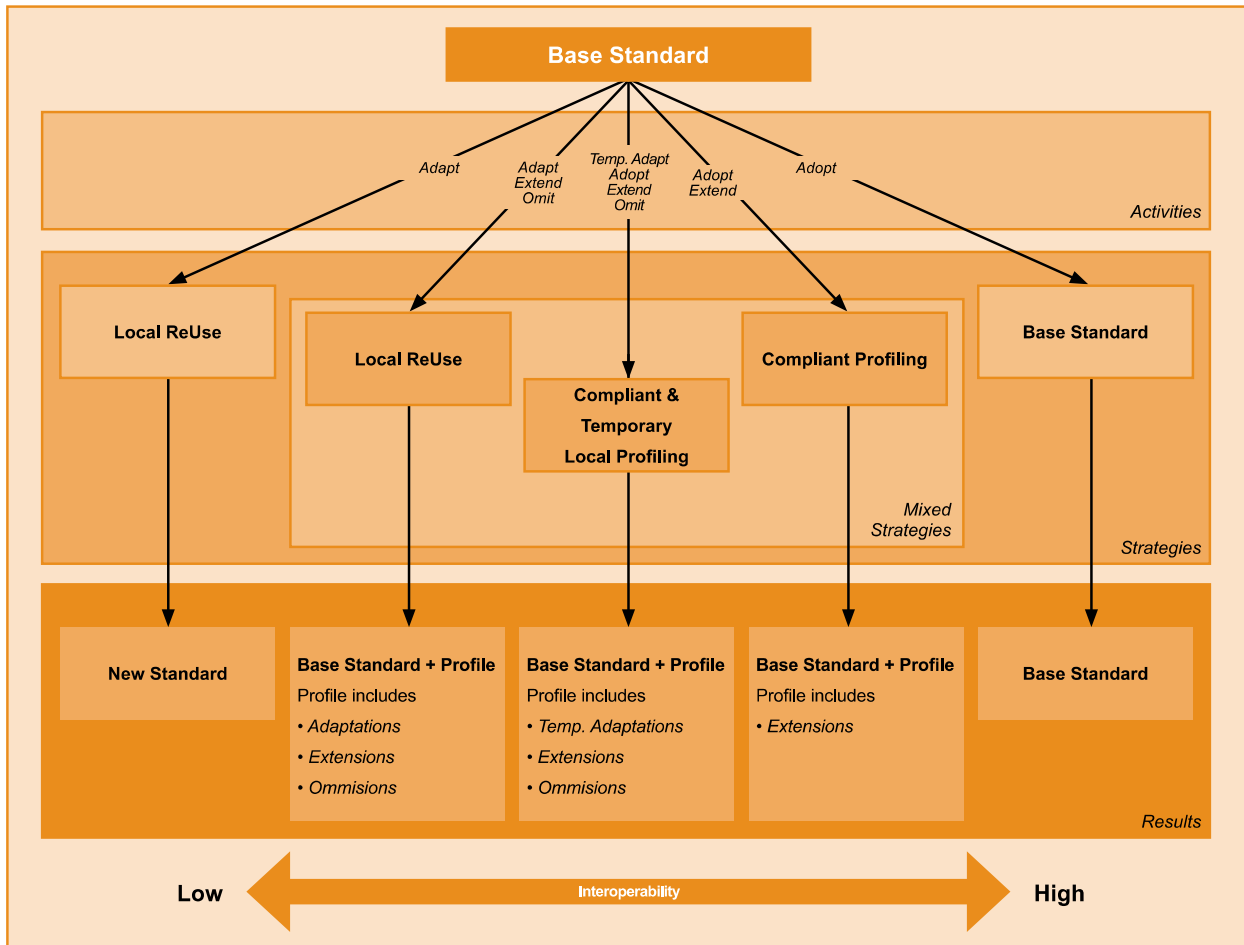 Base Standard
Adapt
Adapt
Extend
Omit
Temp. Adapt
Adopt
Extend
Omit
Adopt
Extend
Adopt
Activities
Local ReUse
Local ReUse
Compliant &
Temporary
Local Profiling
Compliant Profiling
Base Standard
Mixed
Strategies
Strategies
New Standard
Base Standard + Profile
Profile includes
• Adaptations
• Extensions
• Ommisions
Base Standard + Profile
Profile includes
• Temp. Adaptations
• Extensions
• Ommisions
Base Standard + Profile
Profile includes
• Extensions
Base Standard
Results
Low
Interoperability
High